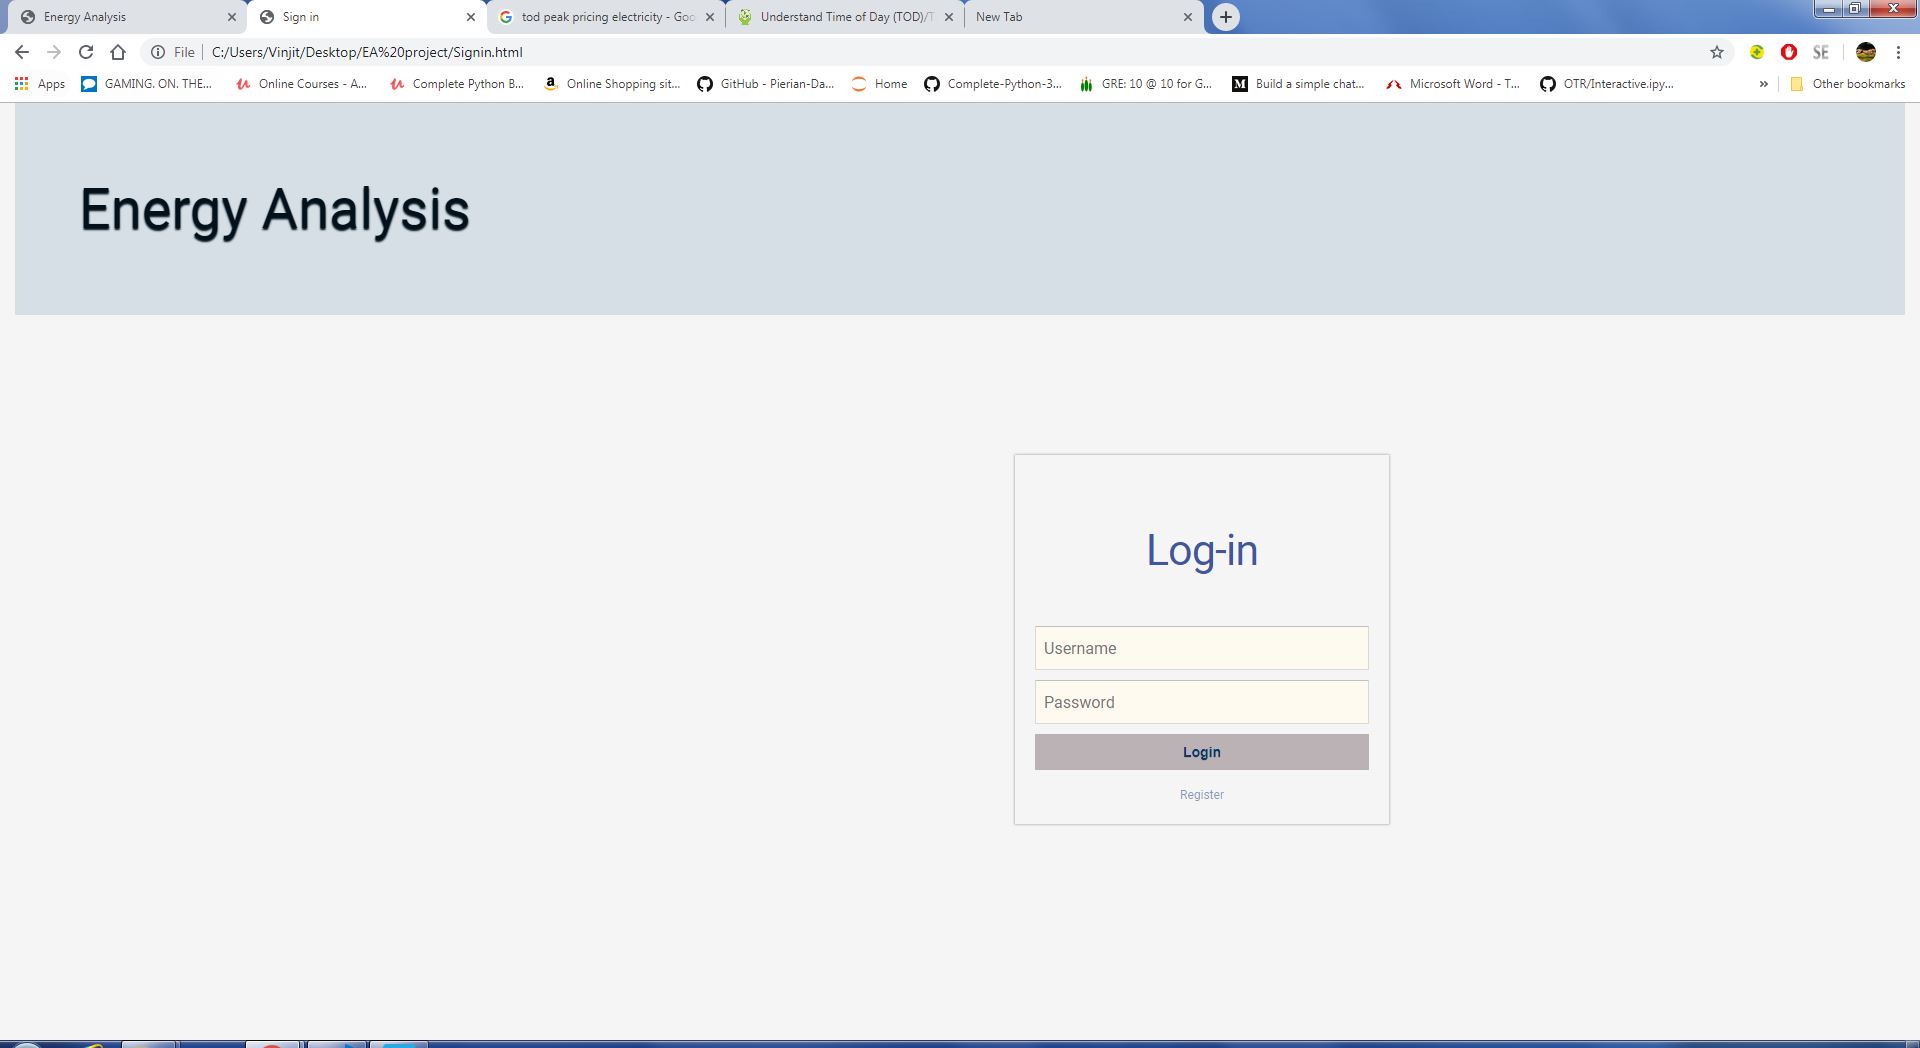 Energy Analysis
Sign in
tod peak pricing electricity - Goo
Understand Time of Day (TOD)/T
New Tab
File
C:/Users/Vinjit/Desktop/EA%20project/Signin.html
SE
Apps
GAMING. ON. THE...
Online Courses - A...
Complete Python B...
Online Shopping sit...
GitHub - Pierian-Da...
Home
Complete-Python-3...
GRE: 10 @ 10 for G...
Build a simple chat...
Microsoft Word - T...
OTR/Interactive.ipy...
»
Other bookmarks
Energy Analysis
Log-in
Username
Password
Login
Register